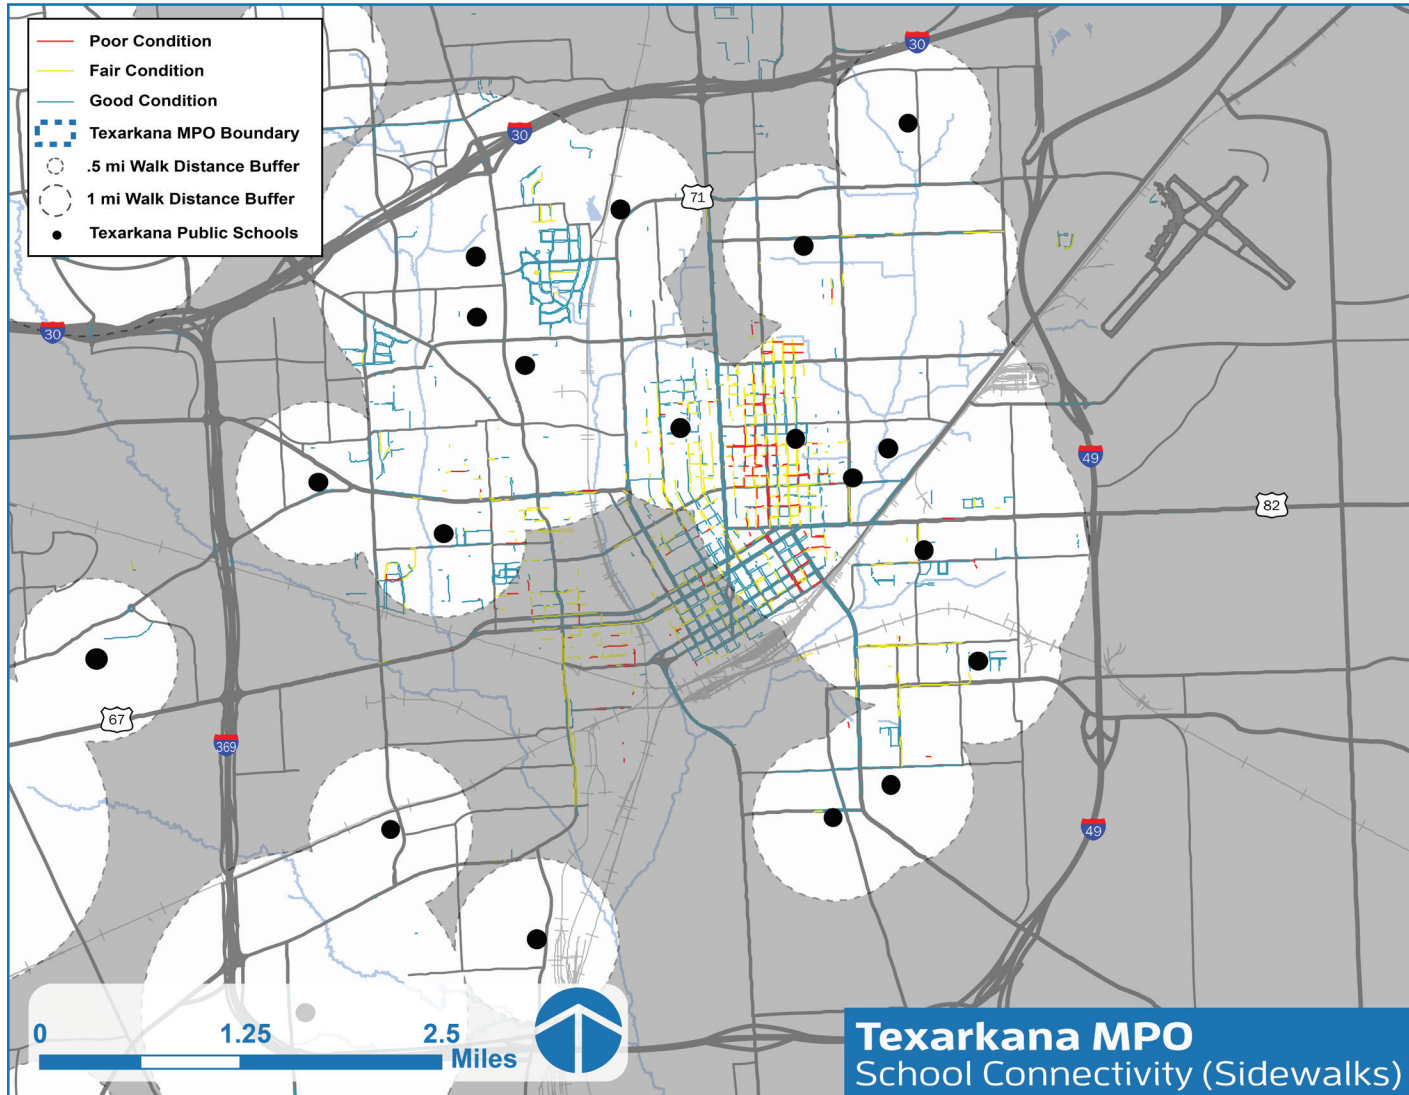 Poor Condition
Fair Condition
Good Condition
Texarkana MPO Boundary
.5 mi Walk Distance Buffer
1 mi Walk Distance Buffer
Texarkana Public Schools
30
30
71
30
49
82
67
369
49
0 1.25 2.5
Miles
Texarkana MPO
School Connectivity (Sidewalks)